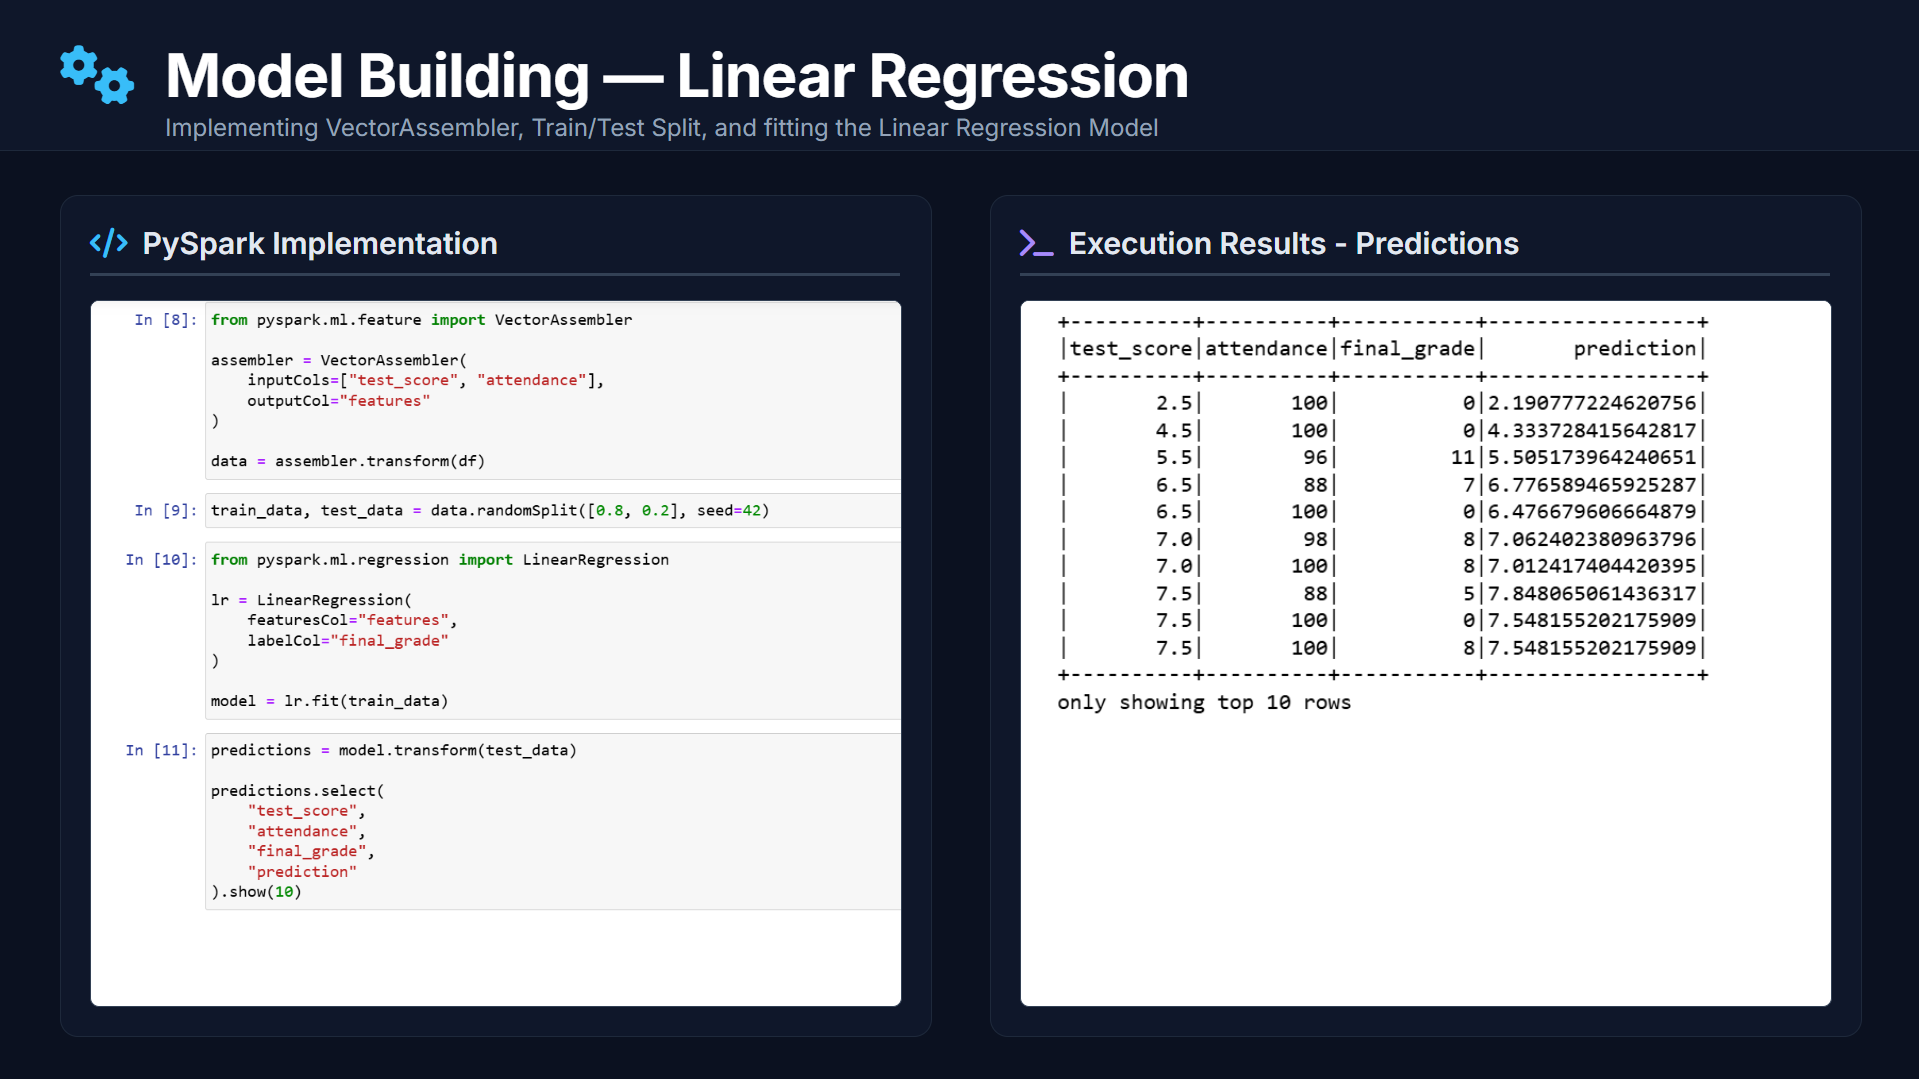 Model Building — Linear Regression
Implementing VectorAssembler, Train/Test Split, and fitting the Linear Regression Model
PySpark Implementation
In [8]: from pyspark.ml.feature import VectorAssembler
assembler = VectorAssembler(
    inputCols=["test_score", "attendance"],
    outputCol="features"
)
data = assembler.transform(df)
In [9]: train_data, test_data = data.randomSplit([0.8, 0.2], seed=42)
In [10]: from pyspark.ml.regression import LinearRegression
lr = LinearRegression(
    featuresCol="features",
    labelCol="final_grade"
)
model = lr.fit(train_data)
In [11]: predictions = model.transform(test_data)
predictions.select(
    "test_score",
    "attendance",
    "final_grade",
    "prediction"
).show(10)
Execution Results - Predictions
+----------+----------+-----------+-----------------+
|test_score|attendance|final_grade|       prediction|
+----------+----------+-----------+-----------------+
|       2.5|       100|          0|2.190777224620756|
|       4.5|       100|          0|4.333728415642817|
|       5.5|        96|         11|5.505173964240651|
|       6.5|        88|          7|6.776589465925287|
|       6.5|       100|          0|6.476679606664879|
|       7.0|        98|          8|7.062402380963796|
|       7.0|       100|          8|7.012417404420395|
|       7.5|        88|          5|7.848065061436317|
|       7.5|       100|          0|7.548155202175909|
|       7.5|       100|          8|7.548155202175909|
+----------+----------+-----------+-----------------+
only showing top 10 rows